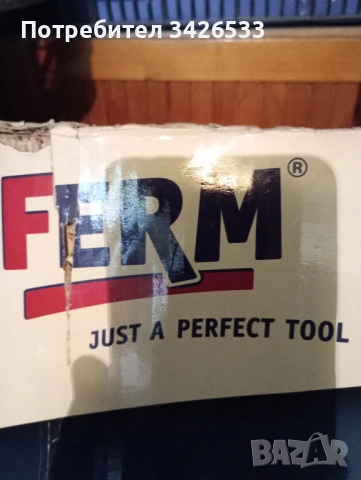 Потребител 3426533
FERM®
JUST A PERFECT TOOL
BAZAR